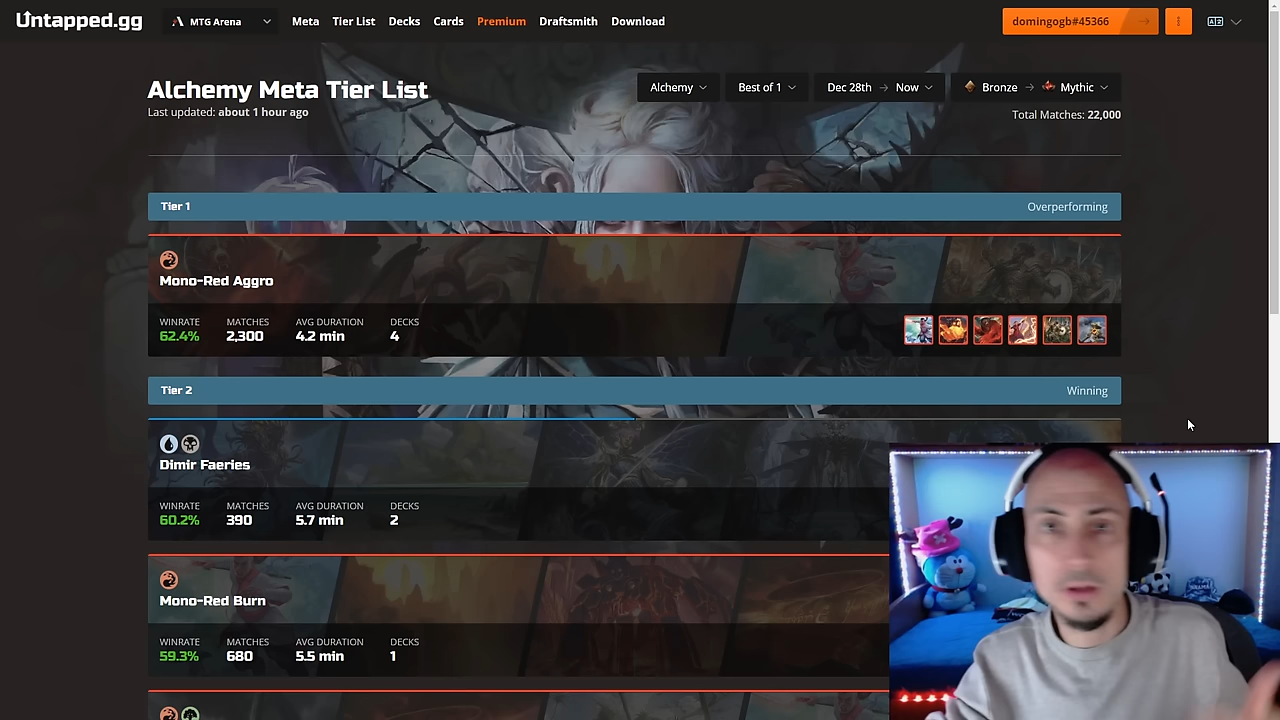 Untapped.gg
MTG Arena
Meta
Tier List
Decks
Cards
Premium
Draftsmith
Download
domingogb#45366
Alchemy Meta Tier List
Last updated: about 1 hour ago
Alchemy
Best of 1
Dec 28th → Now
Bronze → Mythic
Total Matches: 22,000
Tier 1
Overperforming
Mono-Red Aggro
WINRATE MATCHES AVG DURATION DECKS
62.4% 2,300 4.2 min 4
Tier 2
Winning
Dimir Faeries
WINRATE MATCHES AVG DURATION DECKS
60.2% 390 5.7 min 2
Mono-Red Burn
WINRATE MATCHES AVG DURATION DECKS
59.3% 680 5.5 min 1